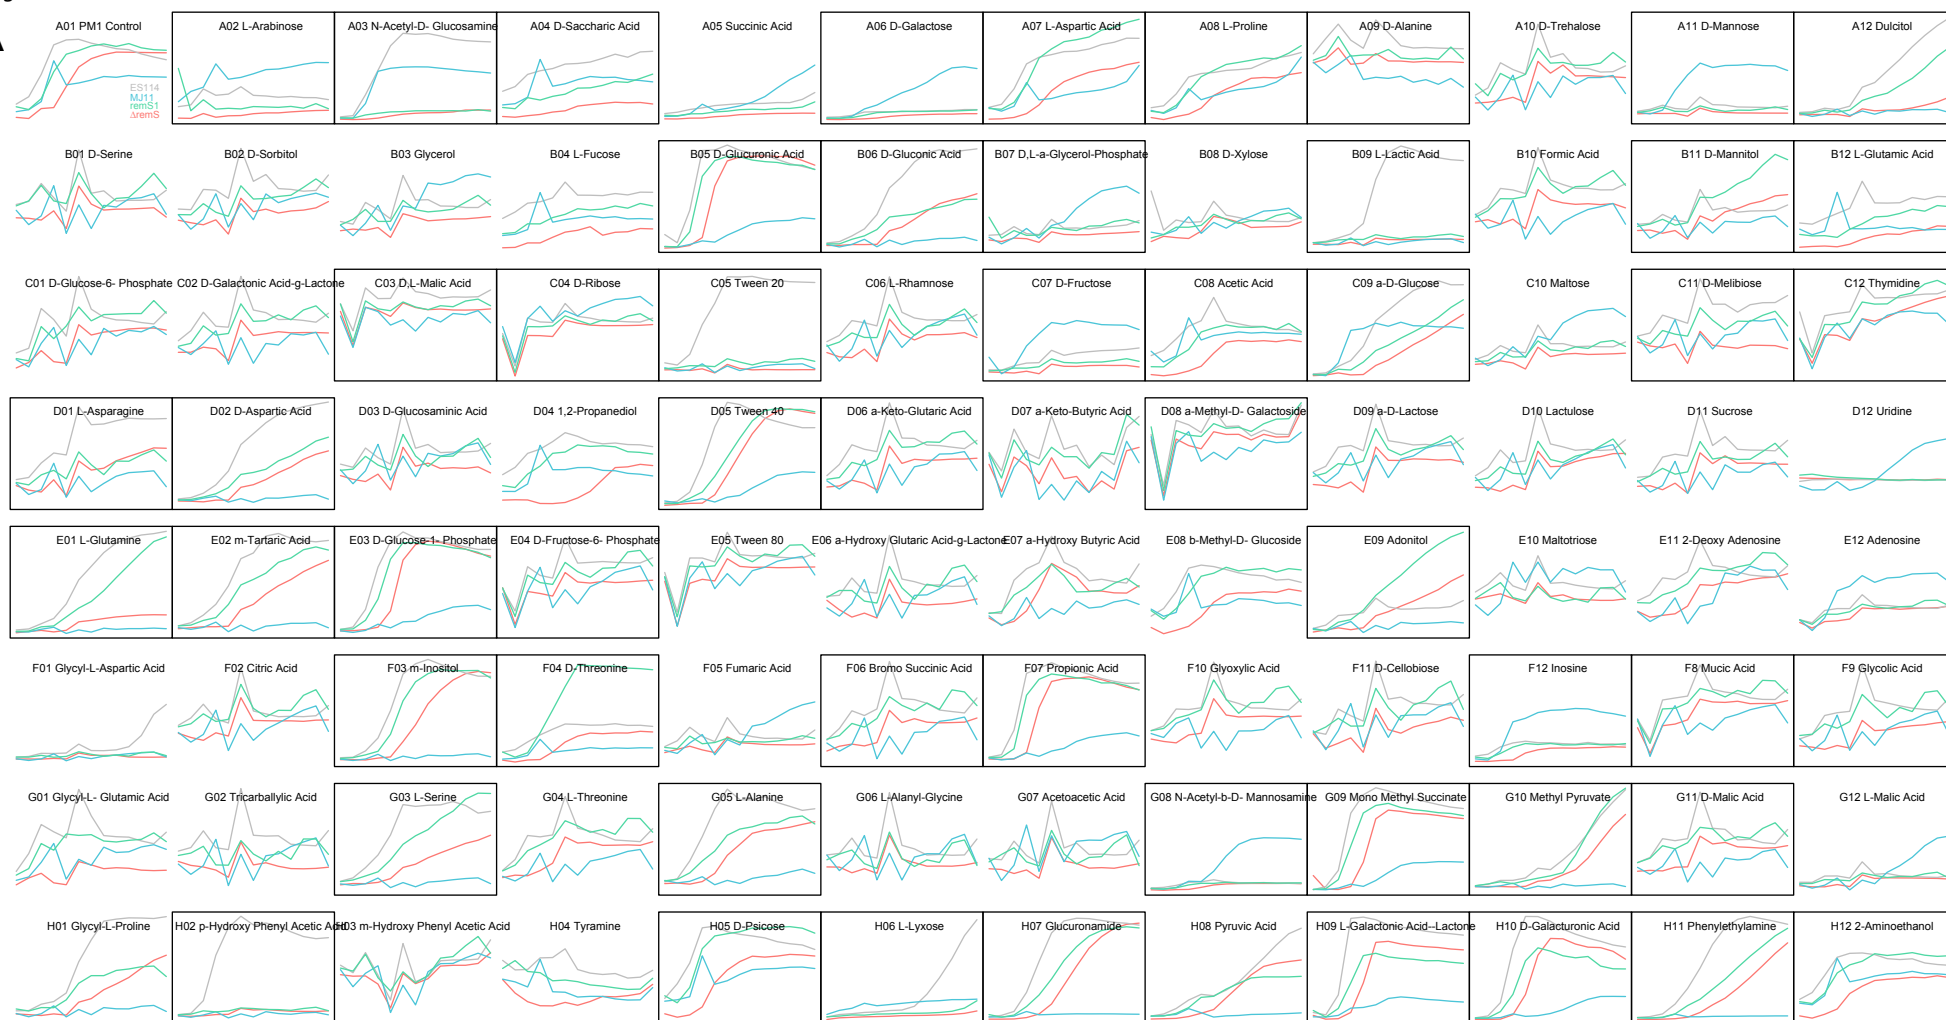 A
A01 PM1 Control
A02 L-Arabinose
A03 N-Acetyl-D- Glucosamine
A04 D-Saccharic Acid
A05 Succinic Acid
A06 D-Galactose
A07 L-Aspartic Acid
A08 L-Proline
A09 D-Alanine
A10 D-Trehalose
A11 D-Mannose
A12 Dulcitol
ES114
MJ11
remS1
ΔremS
B01 D-Serine
B02 D-Sorbitol
B03 Glycerol
B04 L-Fucose
B05 D-Glucuronic Acid
B06 D-Gluconic Acid
B07 D,L-a-Glycerol-Phosphate
B08 D-Xylose
B09 L-Lactic Acid
B10 Formic Acid
B11 D-Mannitol
B12 L-Glutamic Acid
C01 D-Glucose-6- Phosphate
C02 D-Galactonic Acid-g-Lactone
C03 D,L-Malic Acid
C04 D-Ribose
C05 Tween 20
C06 L-Rhamnose
C07 D-Fructose
C08 Acetic Acid
C09 a-D-Glucose
C10 Maltose
C11 D-Melibiose
C12 Thymidine
D01 L-Asparagine
D02 D-Aspartic Acid
D03 D-Glucosaminic Acid
D04 1,2-Propanediol
D05 Tween 40
D06 a-Keto-Glutaric Acid
D07 a-Keto-Butyric Acid
D08 a-Methyl-D- Galactoside
D09 a-D-Lactose
D10 Lactulose
D11 Sucrose
D12 Uridine
E01 L-Glutamine
E02 m-Tartaric Acid
E03 D-Glucose-1- Phosphate
E04 D-Fructose-6- Phosphate
E05 Tween 80
E06 a-Hydroxy Glutaric Acid-g-Lactone
E07 a-Hydroxy Butyric Acid
E08 b-Methyl-D- Glucoside
E09 Adonitol
E10 Maltotriose
E11 2-Deoxy Adenosine
E12 Adenosine
F01 Glycyl-L-Aspartic Acid
F02 Citric Acid
F03 m-Inositol
F04 D-Threonine
F05 Fumaric Acid
F06 Bromo Succinic Acid
F07 Propionic Acid
F10 Glyoxylic Acid
F11 D-Cellobiose
F12 Inosine
F8 Mucic Acid
F9 Glycolic Acid
G01 Glycyl-L- Glutamic Acid
G02 Tricarballylic Acid
G03 L-Serine
G04 L-Threonine
G05 L-Alanine
G06 L-Alanyl-Glycine
G07 Acetoacetic Acid
G08 N-Acetyl-b-D- Mannosamine
G09 Mono Methyl Succinate
G10 Methyl Pyruvate
G11 D-Malic Acid
G12 L-Malic Acid
H01 Glycyl-L-Proline
H02 p-Hydroxy Phenyl Acetic Acid
H03 m-Hydroxy Phenyl Acetic Acid
H04 Tyramine
H05 D-Psicose
H06 L-Lyxose
H07 Glucuronamide
H08 Pyruvic Acid
H09 L-Galactonic Acid--Lactone
H10 D-Galacturonic Acid
H11 Phenylethylamine
H12 2-Aminoethanol